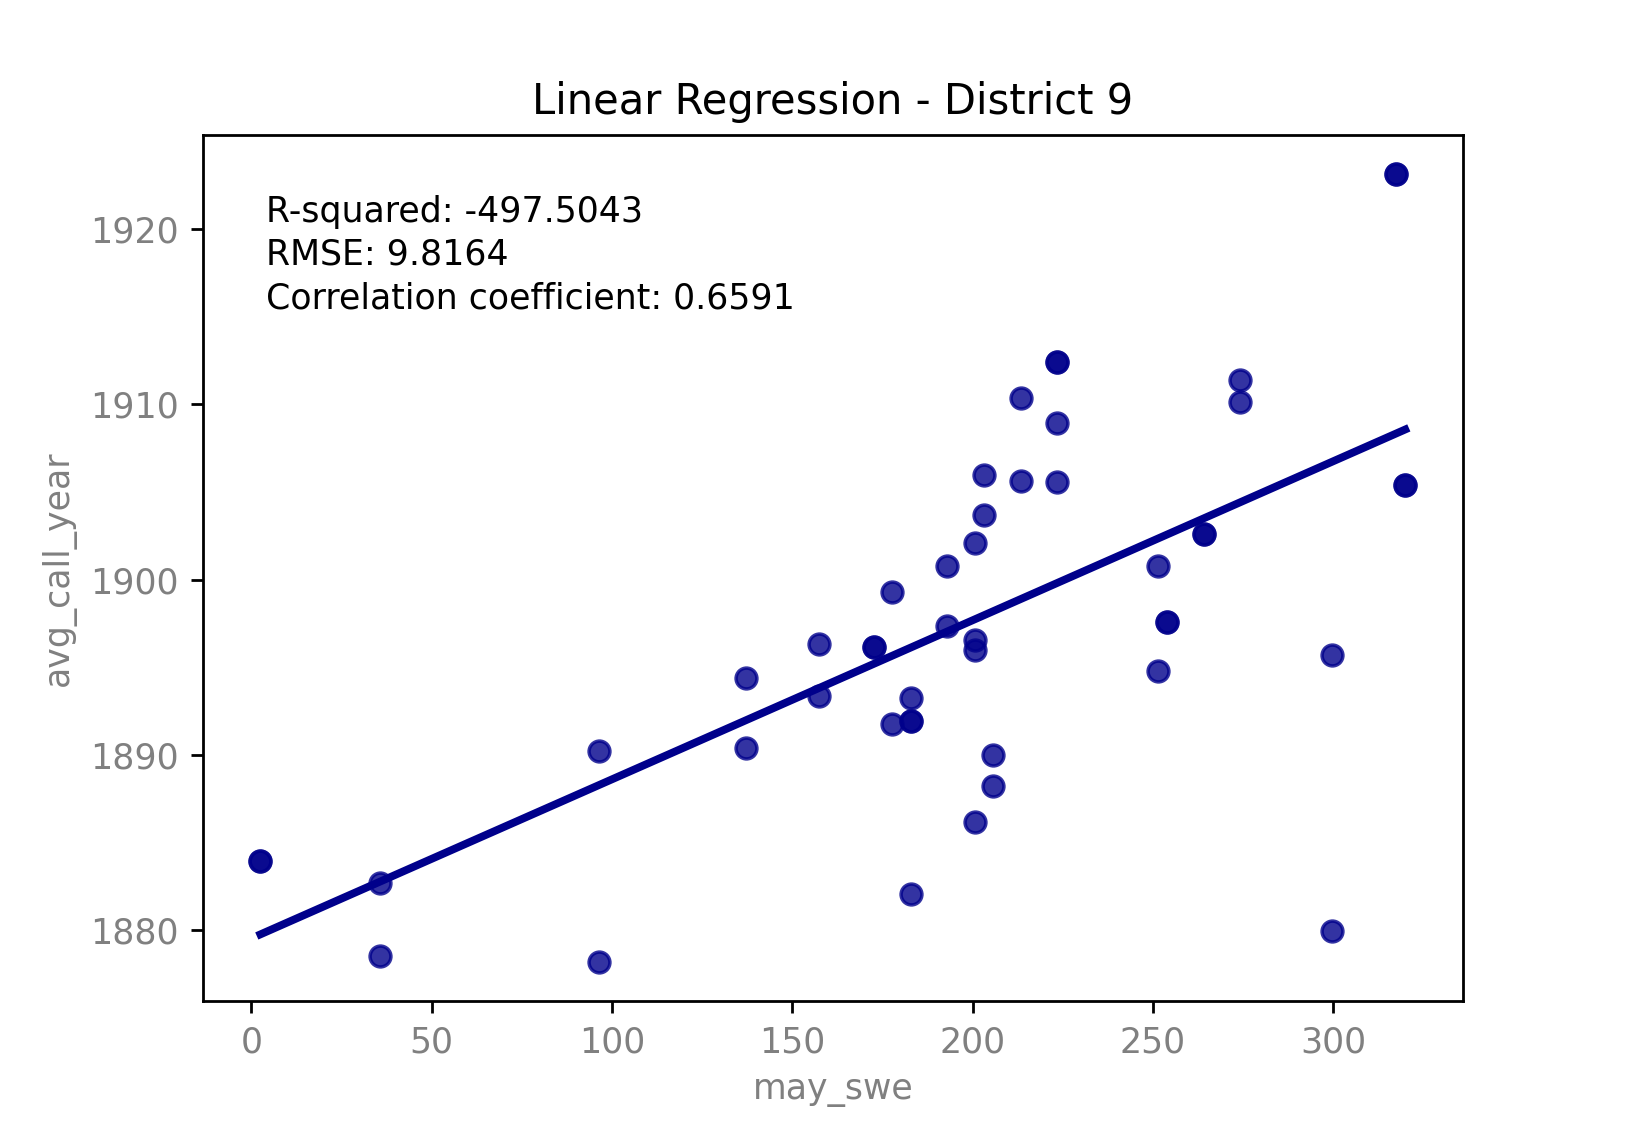 Linear Regression - District 9
R-squared: -497.5043
RMSE: 9.8164
Correlation coefficient: 0.6591
avg_call_year
1920
1910
1900
1890
1880
0 50 100 150 200 250 300
may_swe